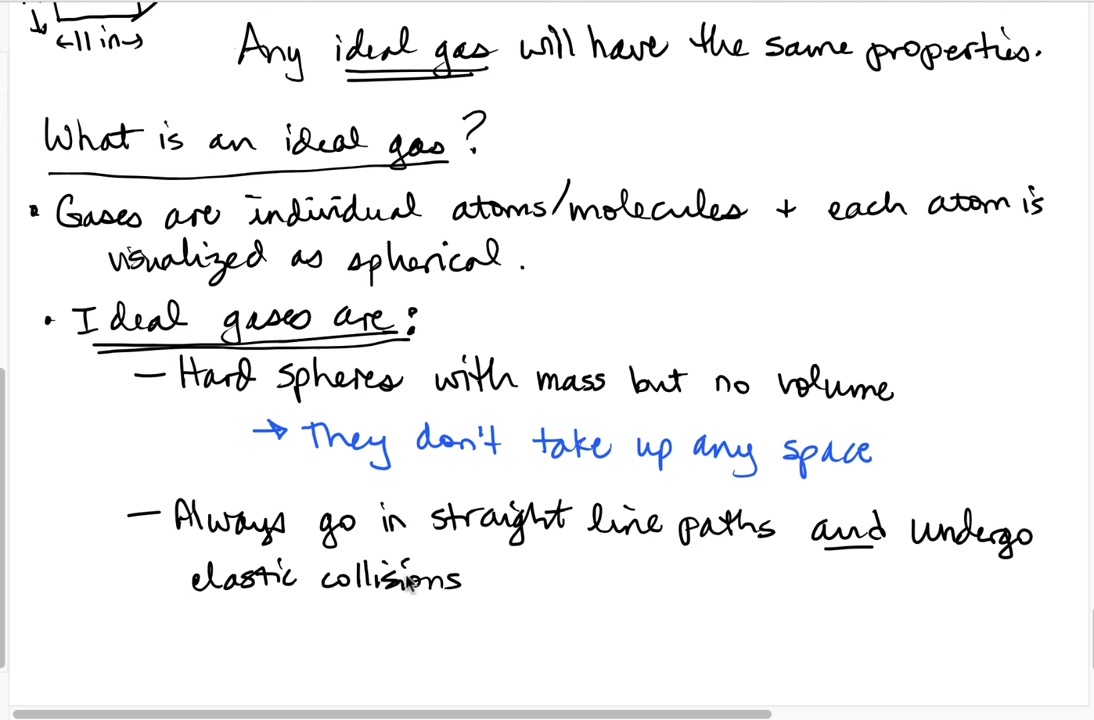 <-11 in->
Any ideal gas will have the same properties.
What is an ideal gas?
• Gases are individual atoms/molecules + each atom is
visualized as spherical.
• Ideal gases are:
— Hard spheres with mass but no volume
→ They don't take up any space
— Always go in straight line paths and undergo
elastic collisions